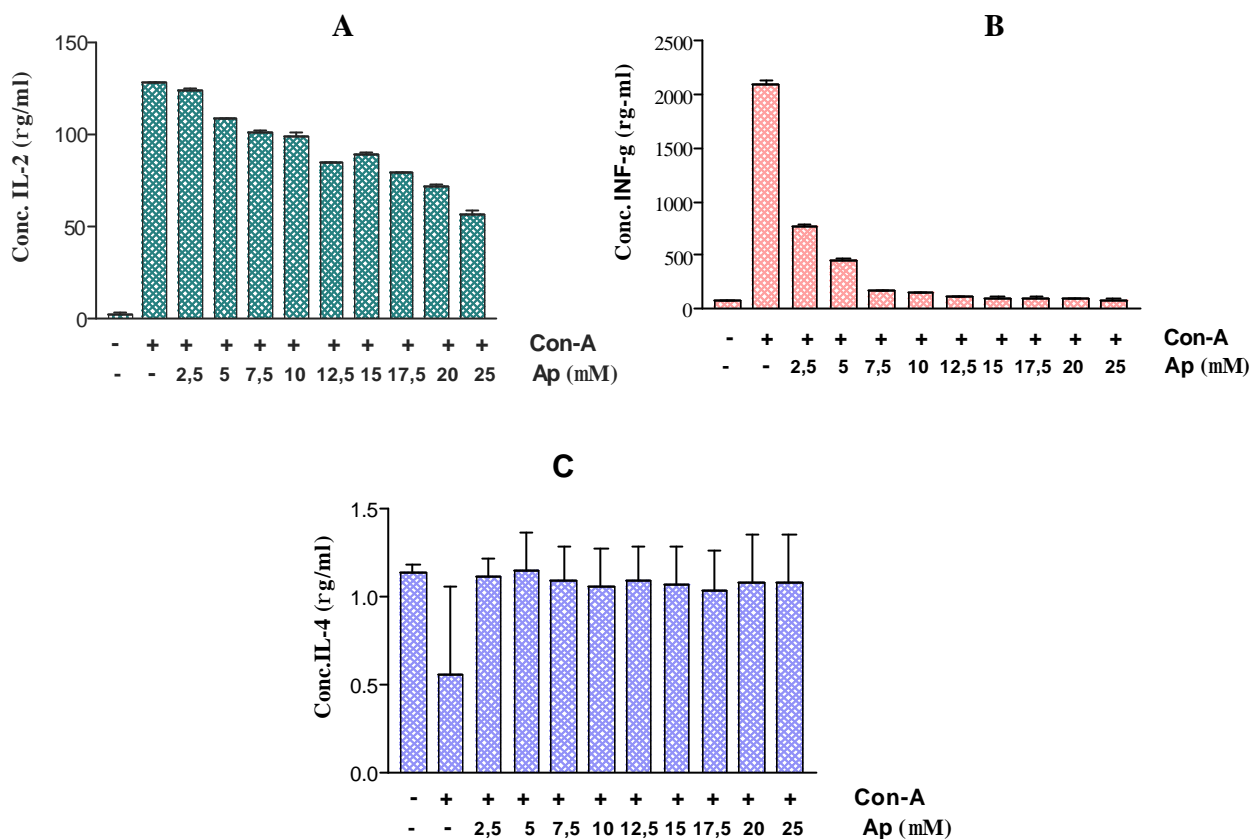 A
Conc. IL-2 (rg/ml)
150
100
50
0
- + + + + + + + + + + Con-A
- - 2,5 5 7,5 10 12,5 15 17,5 20 25 Ap (mM)
B
Conc. INF-g (rg-ml)
2500
2000
1500
1000
500
0
- + + + + + + + + + + Con-A
- - 2,5 5 7,5 10 12,5 15 17,5 20 25 Ap (mM)
C
Conc.IL-4 (rg/ml)
1.5
1.0
0.5
0.0
- + + + + + + + + + + Con-A
- - 2,5 5 7,5 10 12,5 15 17,5 20 25 Ap (mM)